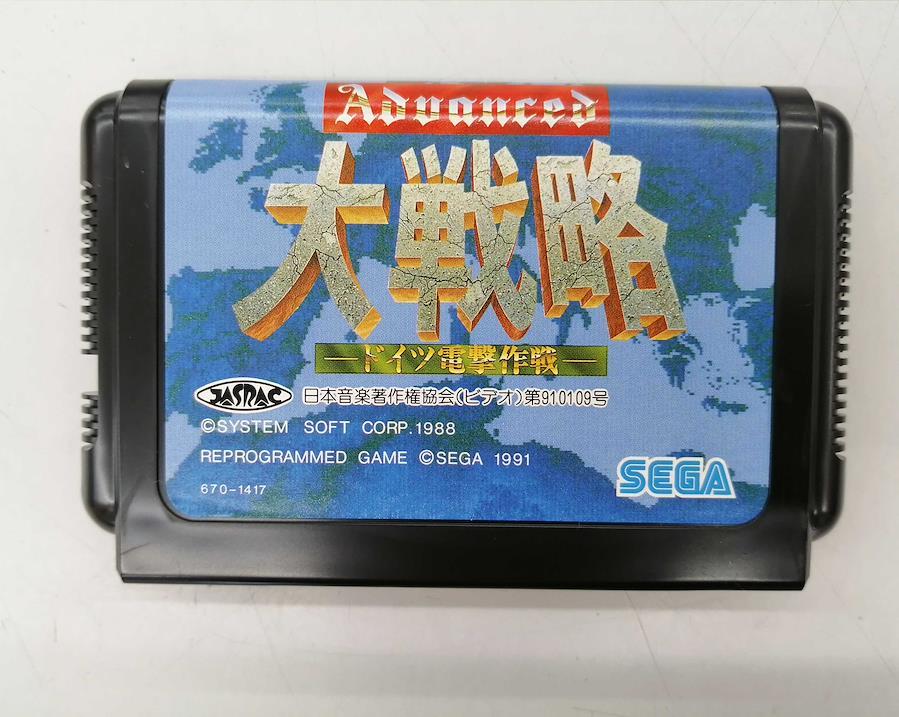 Advanced
大戦略
―ドイツ電撃作戦―
JASRAC 日本音楽著作権協会(ビデオ)第910109号
©SYSTEM SOFT CORP.1988
REPROGRAMMED GAME ©SEGA 1991
670-1417
SEGA